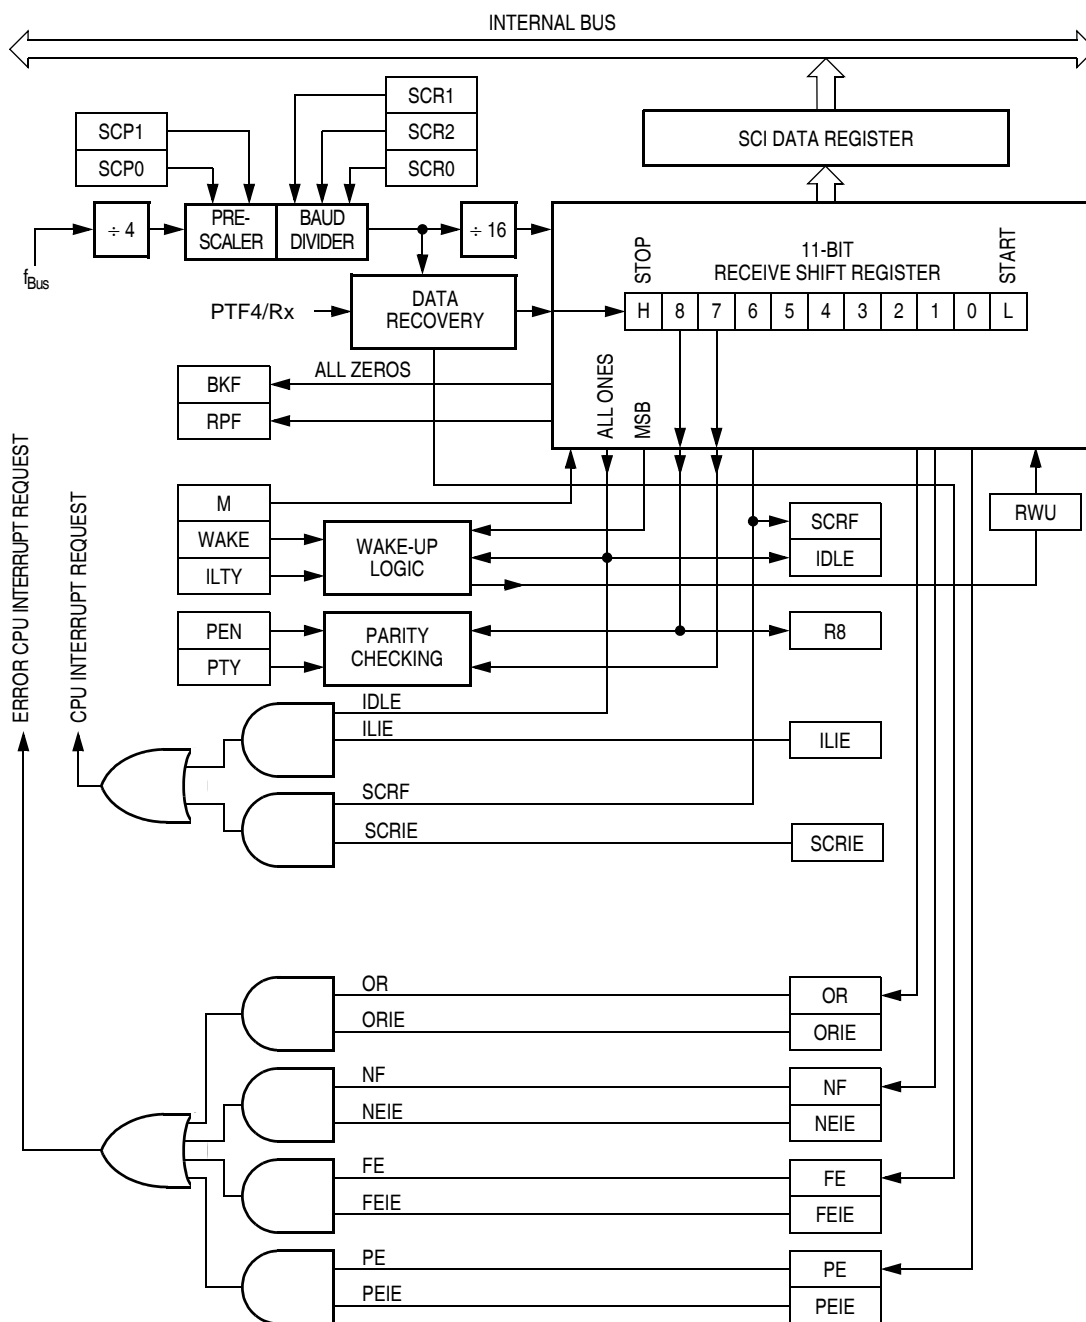 INTERNAL BUS
SCR1
SCR2
SCR0
SCP1
SCP0
SCI DATA REGISTER
÷ 4
PRE-
SCALER
BAUD
DIVIDER
÷ 16
fBus
STOP
11-BIT
RECEIVE SHIFT REGISTER
START
H 8 7 6 5 4 3 2 1 0 L
PTF4/Rx
DATA
RECOVERY
ALL ZEROS
BKF
RPF
ALL ONES
MSB
ERROR CPU INTERRUPT REQUEST
CPU INTERRUPT REQUEST
M
WAKE
ILTY
WAKE-UP
LOGIC
SCRF
IDLE
RWU
PEN
PTY
PARITY
CHECKING
R8
IDLE
ILIE
ILIE
SCRF
SCRIE
SCRIE
OR
ORIE
OR
ORIE
NF
NEIE
NF
NEIE
FE
FEIE
FE
FEIE
PE
PEIE
PE
PEIE